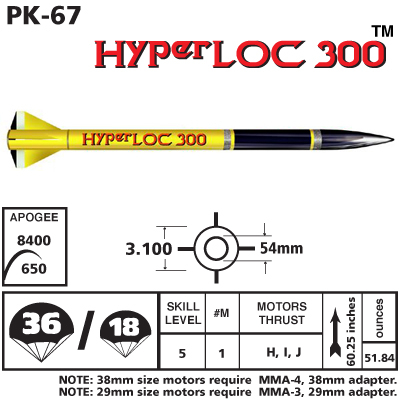 PK-67
HYPERLOC 300™
HYPERLOC 300
APOGEE
8400
650
3.100
54mm
36 / 18
SKILL LEVEL
5
#M
1
MOTORS THRUST
H, I, J
60.25 inches
ounces
51.84
NOTE: 38mm size motors require MMA-4, 38mm adapter.
NOTE: 29mm size motors require MMA-3, 29mm adapter.